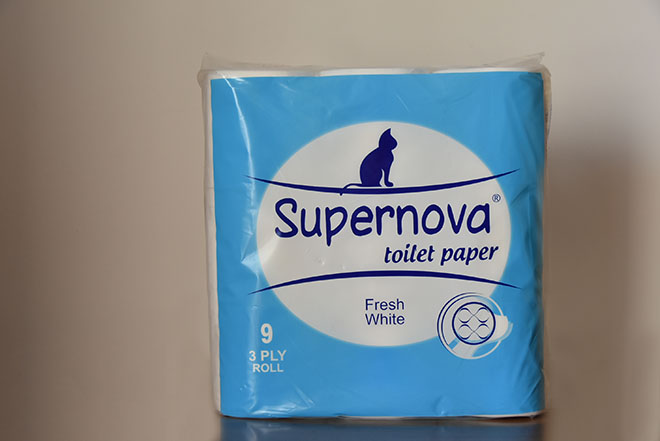 Supernova®
toilet paper
Fresh
White
9
3 PLY
ROLL